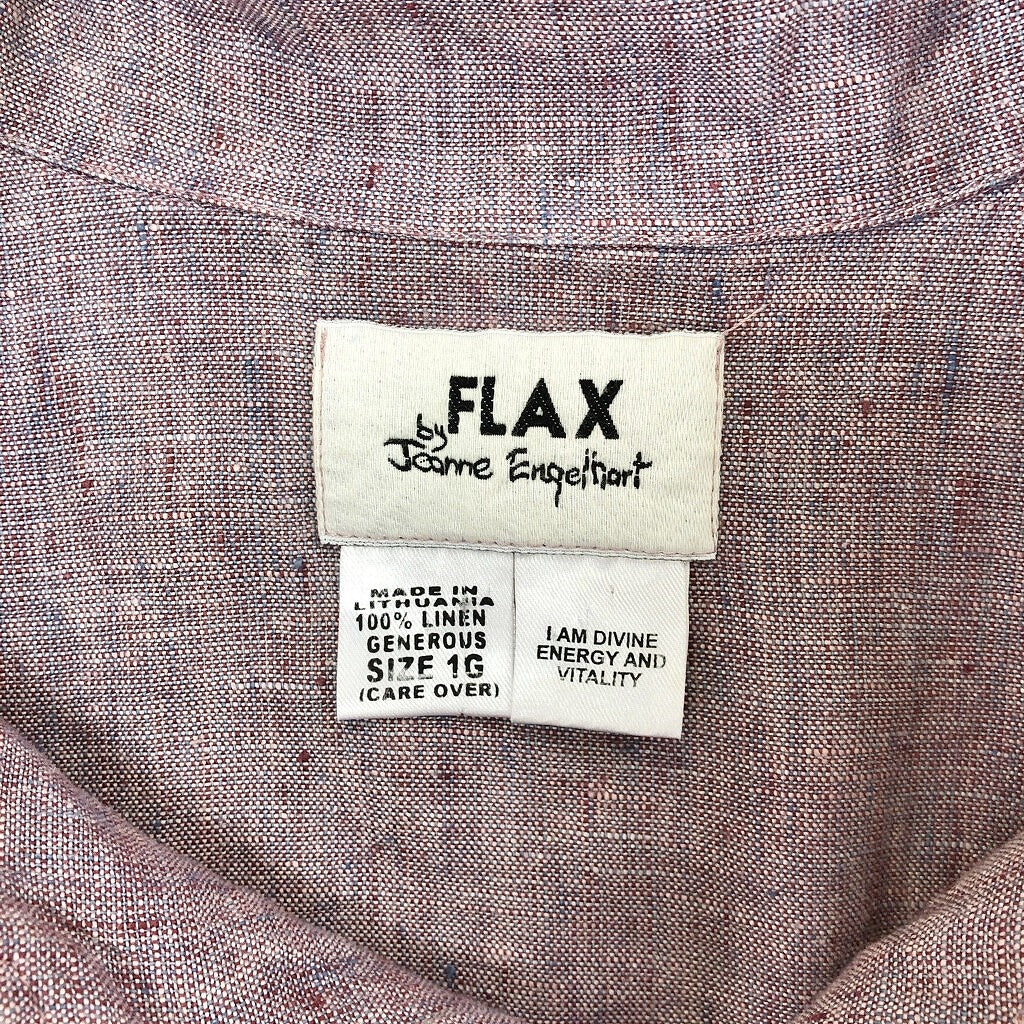 FLAX
by
Joanne Engelhart
MADE IN
LITHUANIA
100% LINEN
GENEROUS
SIZE 1G
(CARE OVER)
I AM DIVINE
ENERGY AND
VITALITY